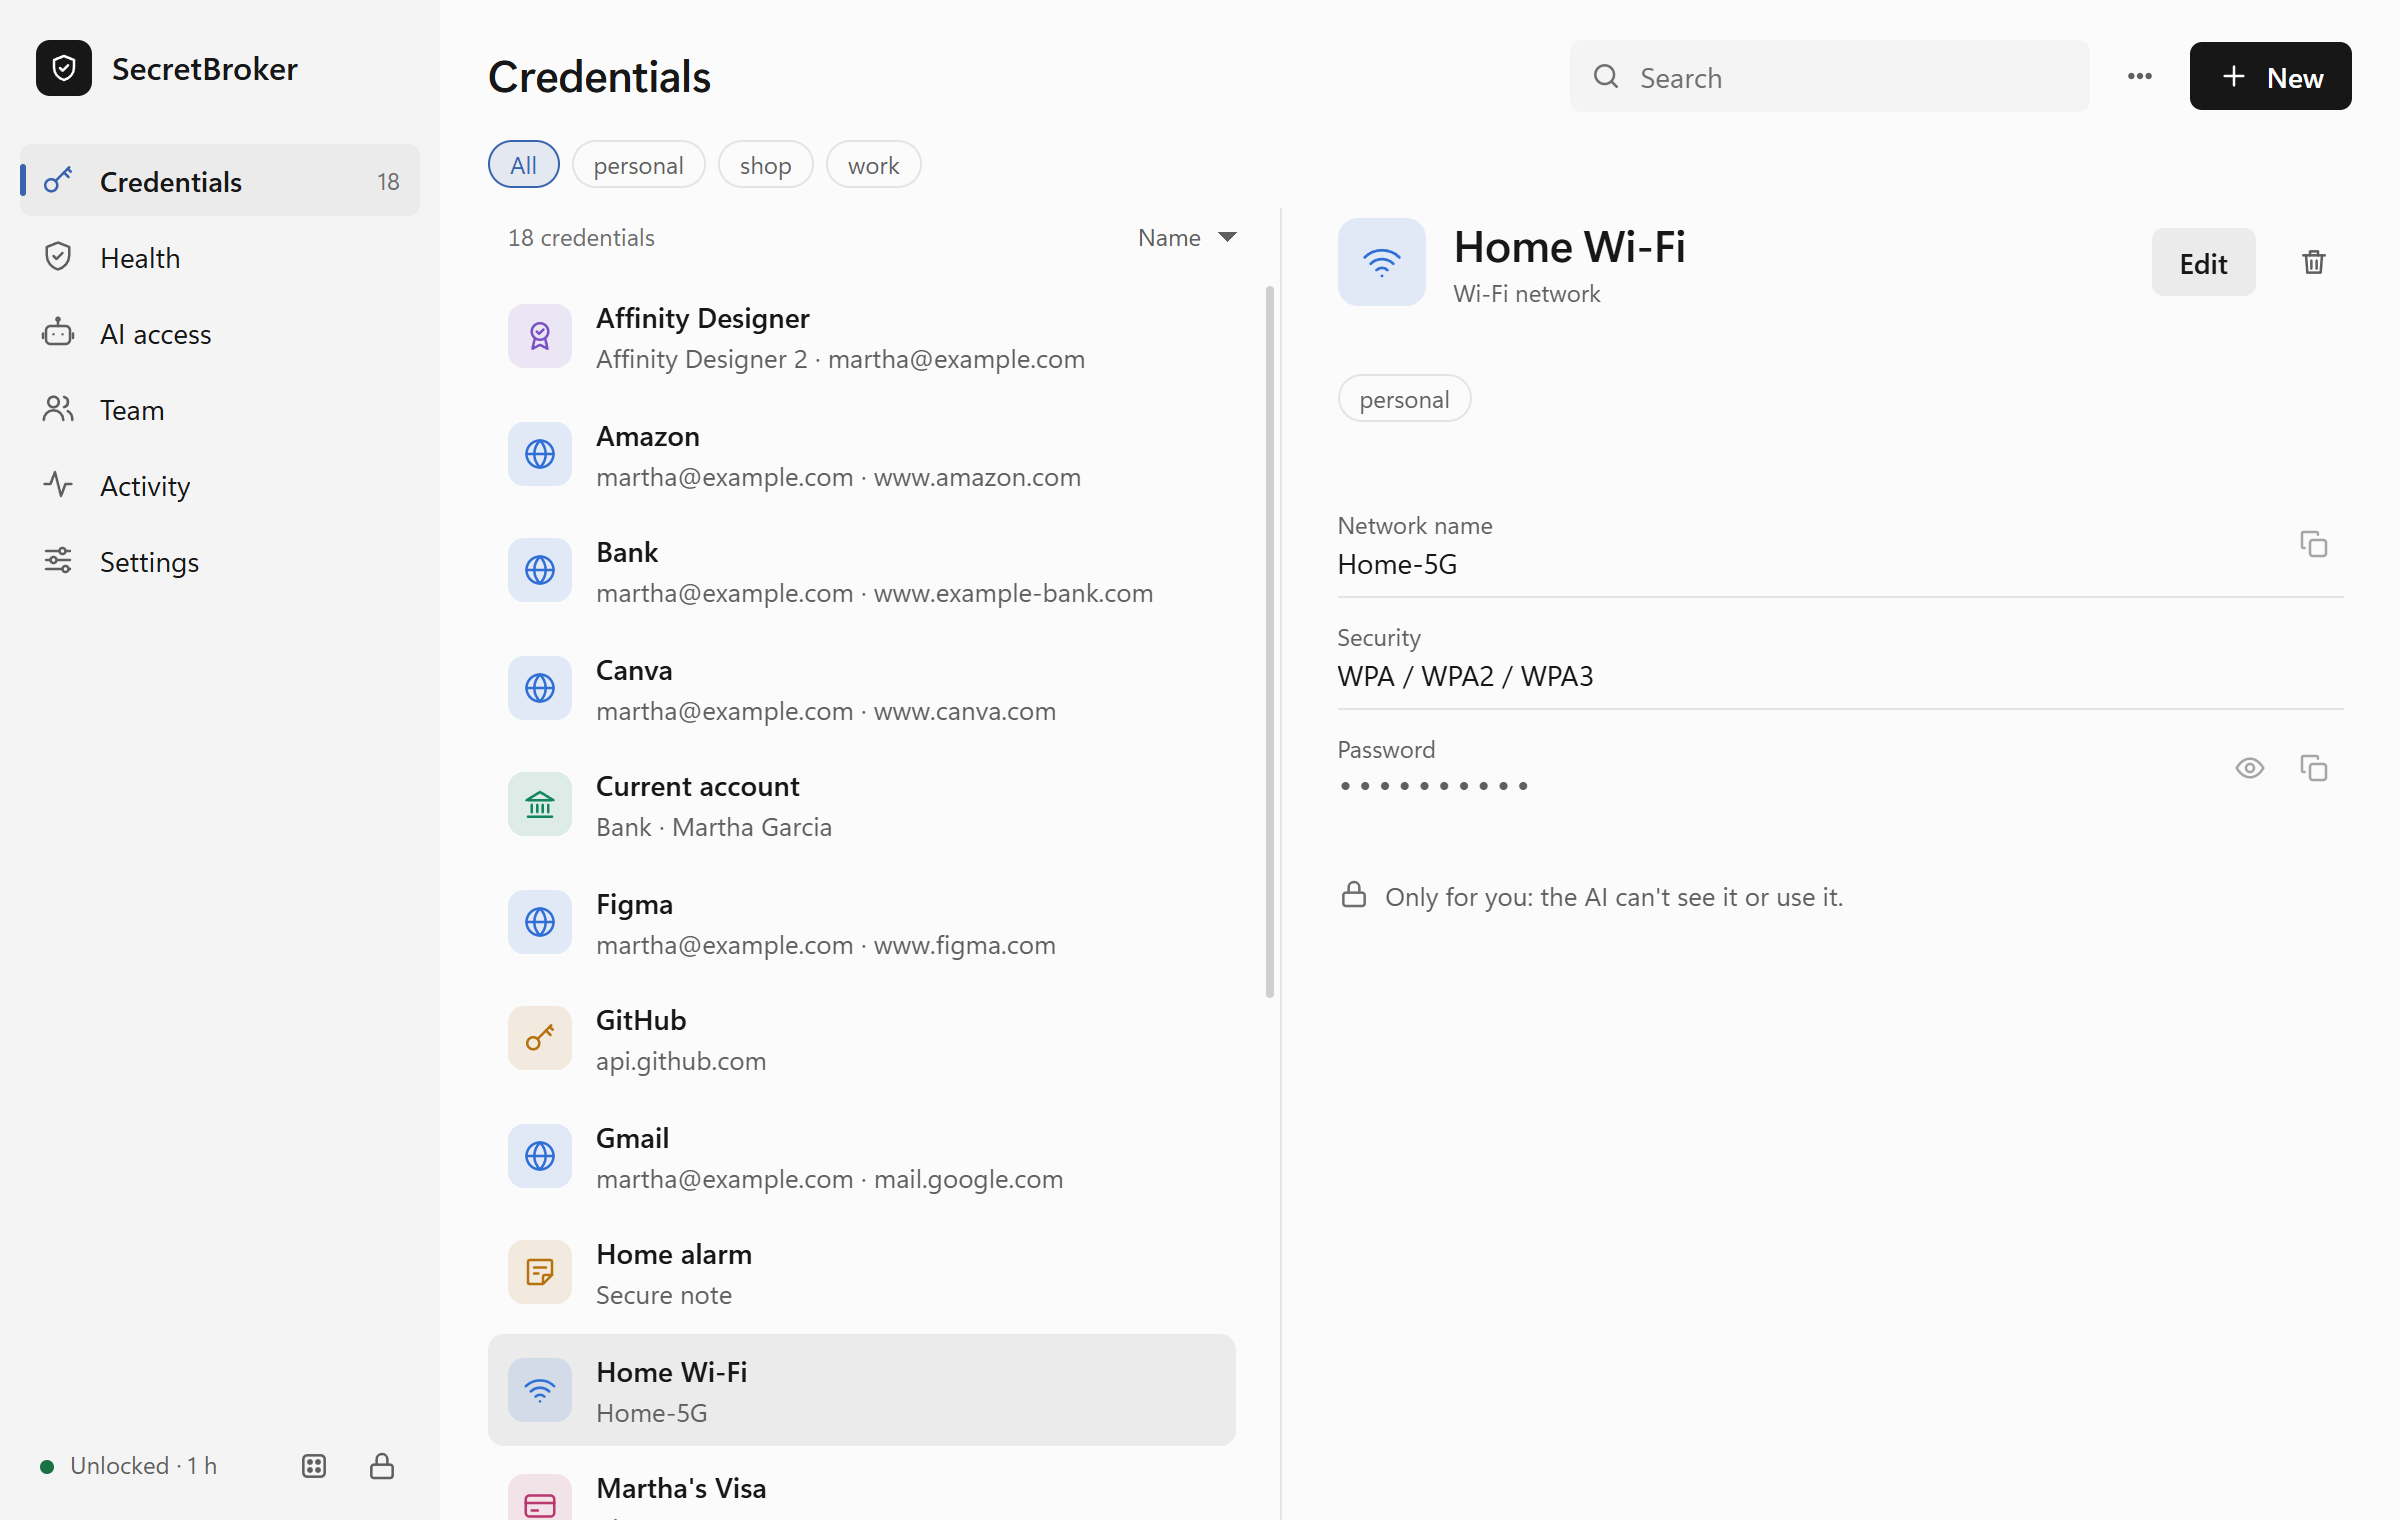 SecretBroker
Credentials 18
Health
AI access
Team
Activity
Settings
Unlocked · 1 h
Credentials
Search
New
All
personal
shop
work
18 credentials
Name
Affinity Designer
Affinity Designer 2 · martha@example.com
Amazon
martha@example.com · www.amazon.com
Bank
martha@example.com · www.example-bank.com
Canva
martha@example.com · www.canva.com
Current account
Bank · Martha Garcia
Figma
martha@example.com · www.figma.com
GitHub
api.github.com
Gmail
martha@example.com · mail.google.com
Home alarm
Secure note
Home Wi-Fi
Home-5G
Martha's Visa
Home Wi-Fi
Wi-Fi network
Edit
personal
Network name
Home-5G
Security
WPA / WPA2 / WPA3
Password
••••••••••
Only for you: the AI can't see it or use it.